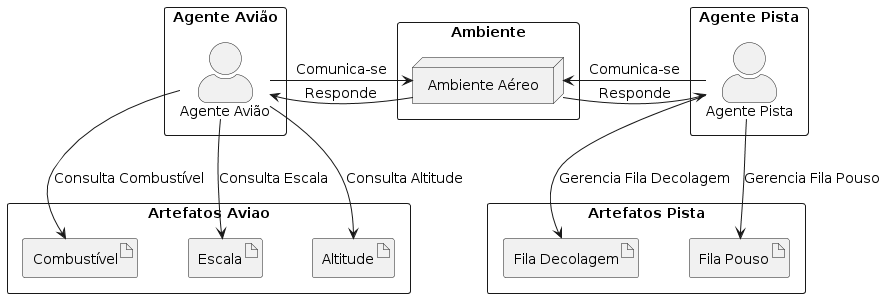 Agente Avião
Ambiente
Agente Pista
Comunica-se
Comunica-se
Ambiente Aéreo
Responde
Responde
Agente Avião
Agente Pista
Consulta Combustível
Consulta Escala
Consulta Altitude
Gerencia Fila Decolagem
Gerencia Fila Pouso
Artefatos Aviao
Artefatos Pista
Combustível
Escala
Altitude
Fila Decolagem
Fila Pouso